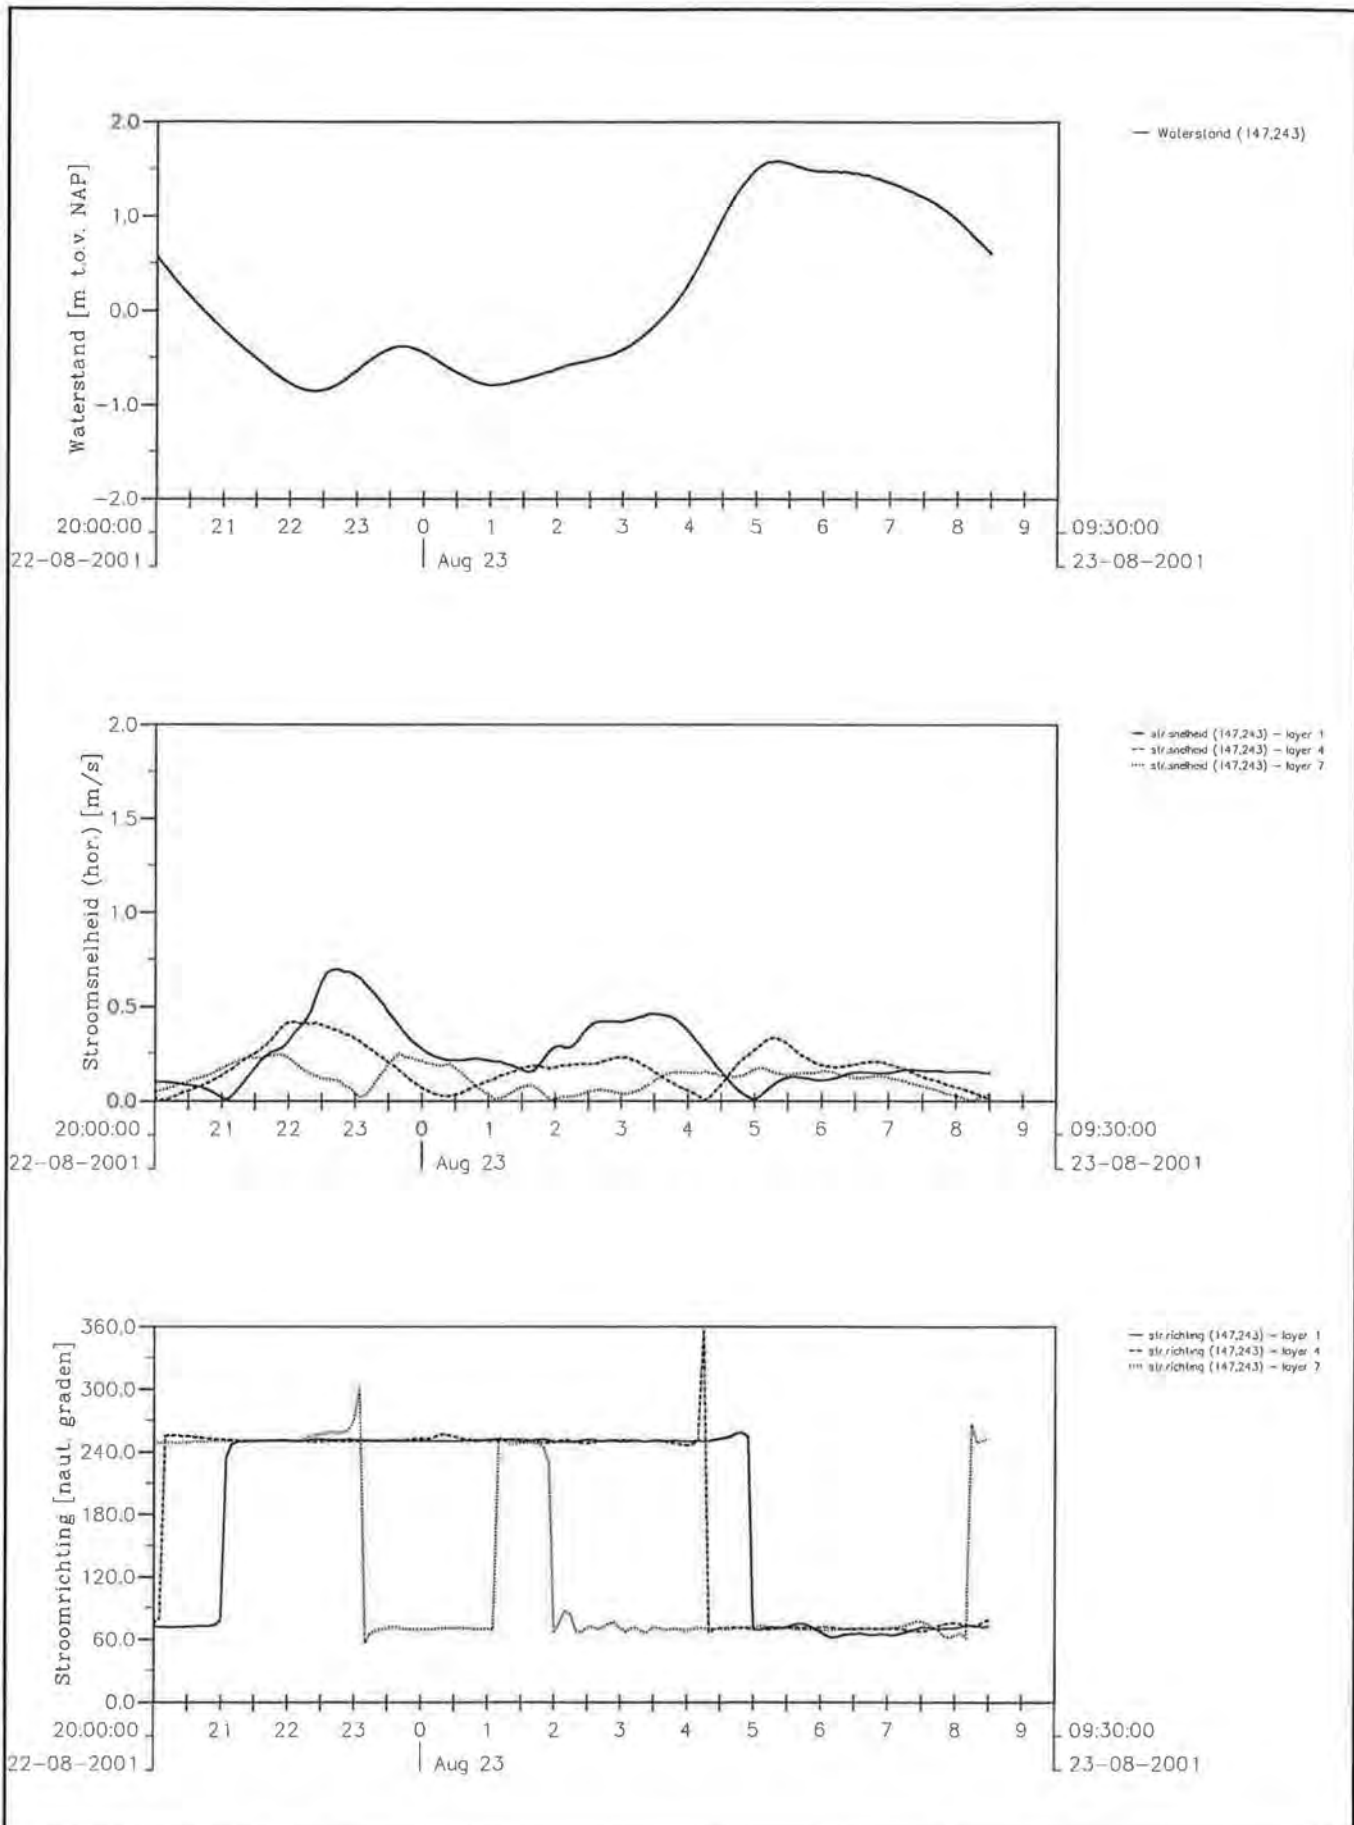 2.0
1.0
0.0
-1.0
-2.0
Waterstand [m t.o.v. NAP]
— Waterstand (147,243)
20:00:00 21 22 23 0 1 2 3 4 5 6 7 8 9 09:30:00
22-08-2001 Aug 23 23-08-2001
2.0
1.5
1.0
0.5
0.0
Stroomsnelheid (hor.) [m/s]
str.snelheid (147,243) – layer 1
str.snelheid (147,243) – layer 4
str.snelheid (147,243) – layer 7
20:00:00 21 22 23 0 1 2 3 4 5 6 7 8 9 09:30:00
22-08-2001 Aug 23 23-08-2001
360.0
300.0
240.0
180.0
120.0
60.0
0.0
Stroomrichting [naut. graden]
str.richting (147,243) – layer 1
str.richting (147,243) – layer 4
str.richting (147,243) – layer 7
20:00:00 21 22 23 0 1 2 3 4 5 6 7 8 9 09:30:00
22-08-2001 Aug 23 23-08-2001